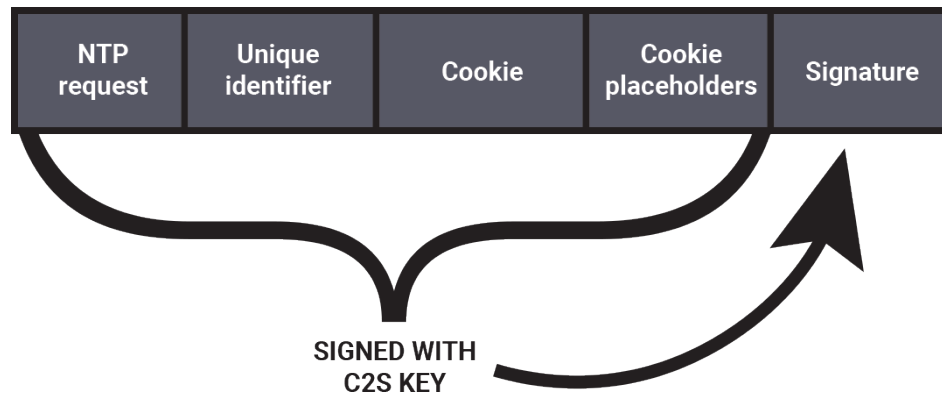 NTP
request
Unique
identifier
Cookie
Cookie
placeholders
Signature
SIGNED WITH
C2S KEY